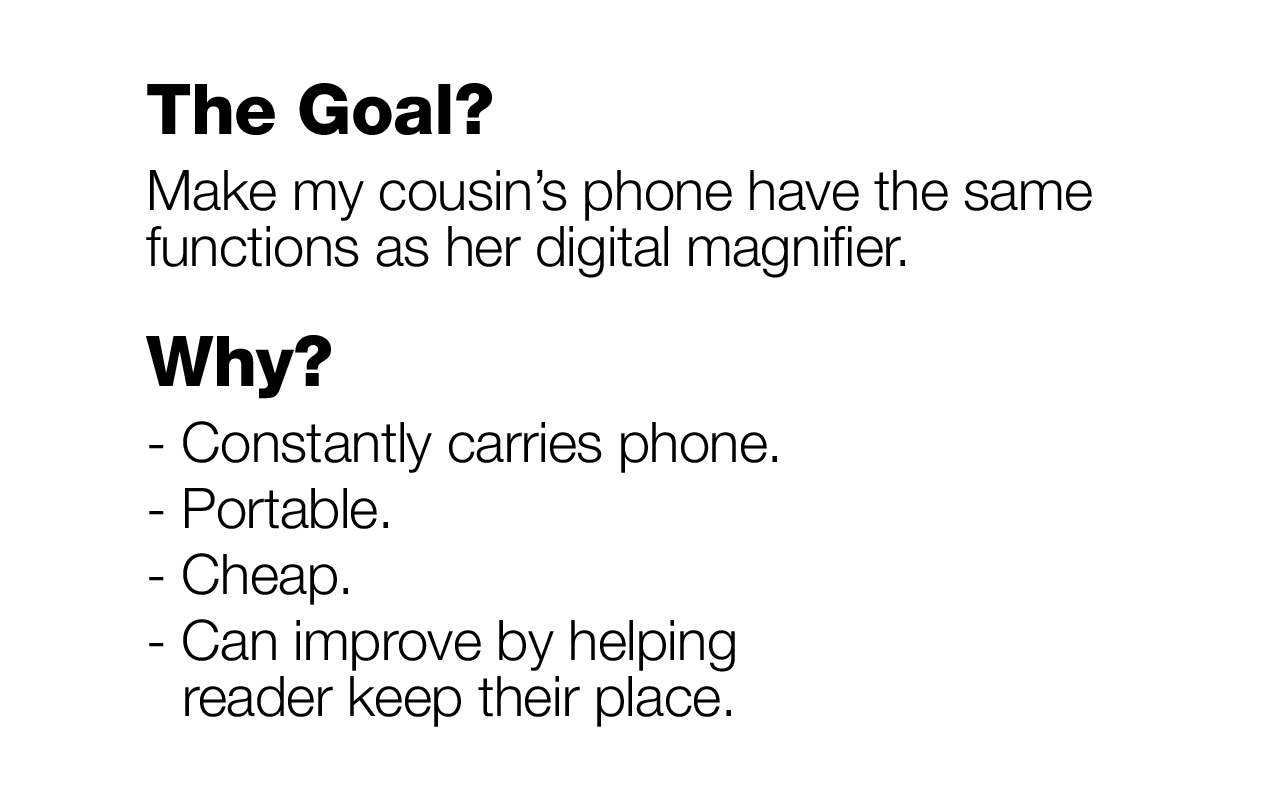 The Goal?
Make my cousin’s phone have the same
functions as her digital magnifier.
Why?
- Constantly carries phone.
- Portable.
- Cheap.
- Can improve by helping
reader keep their place.